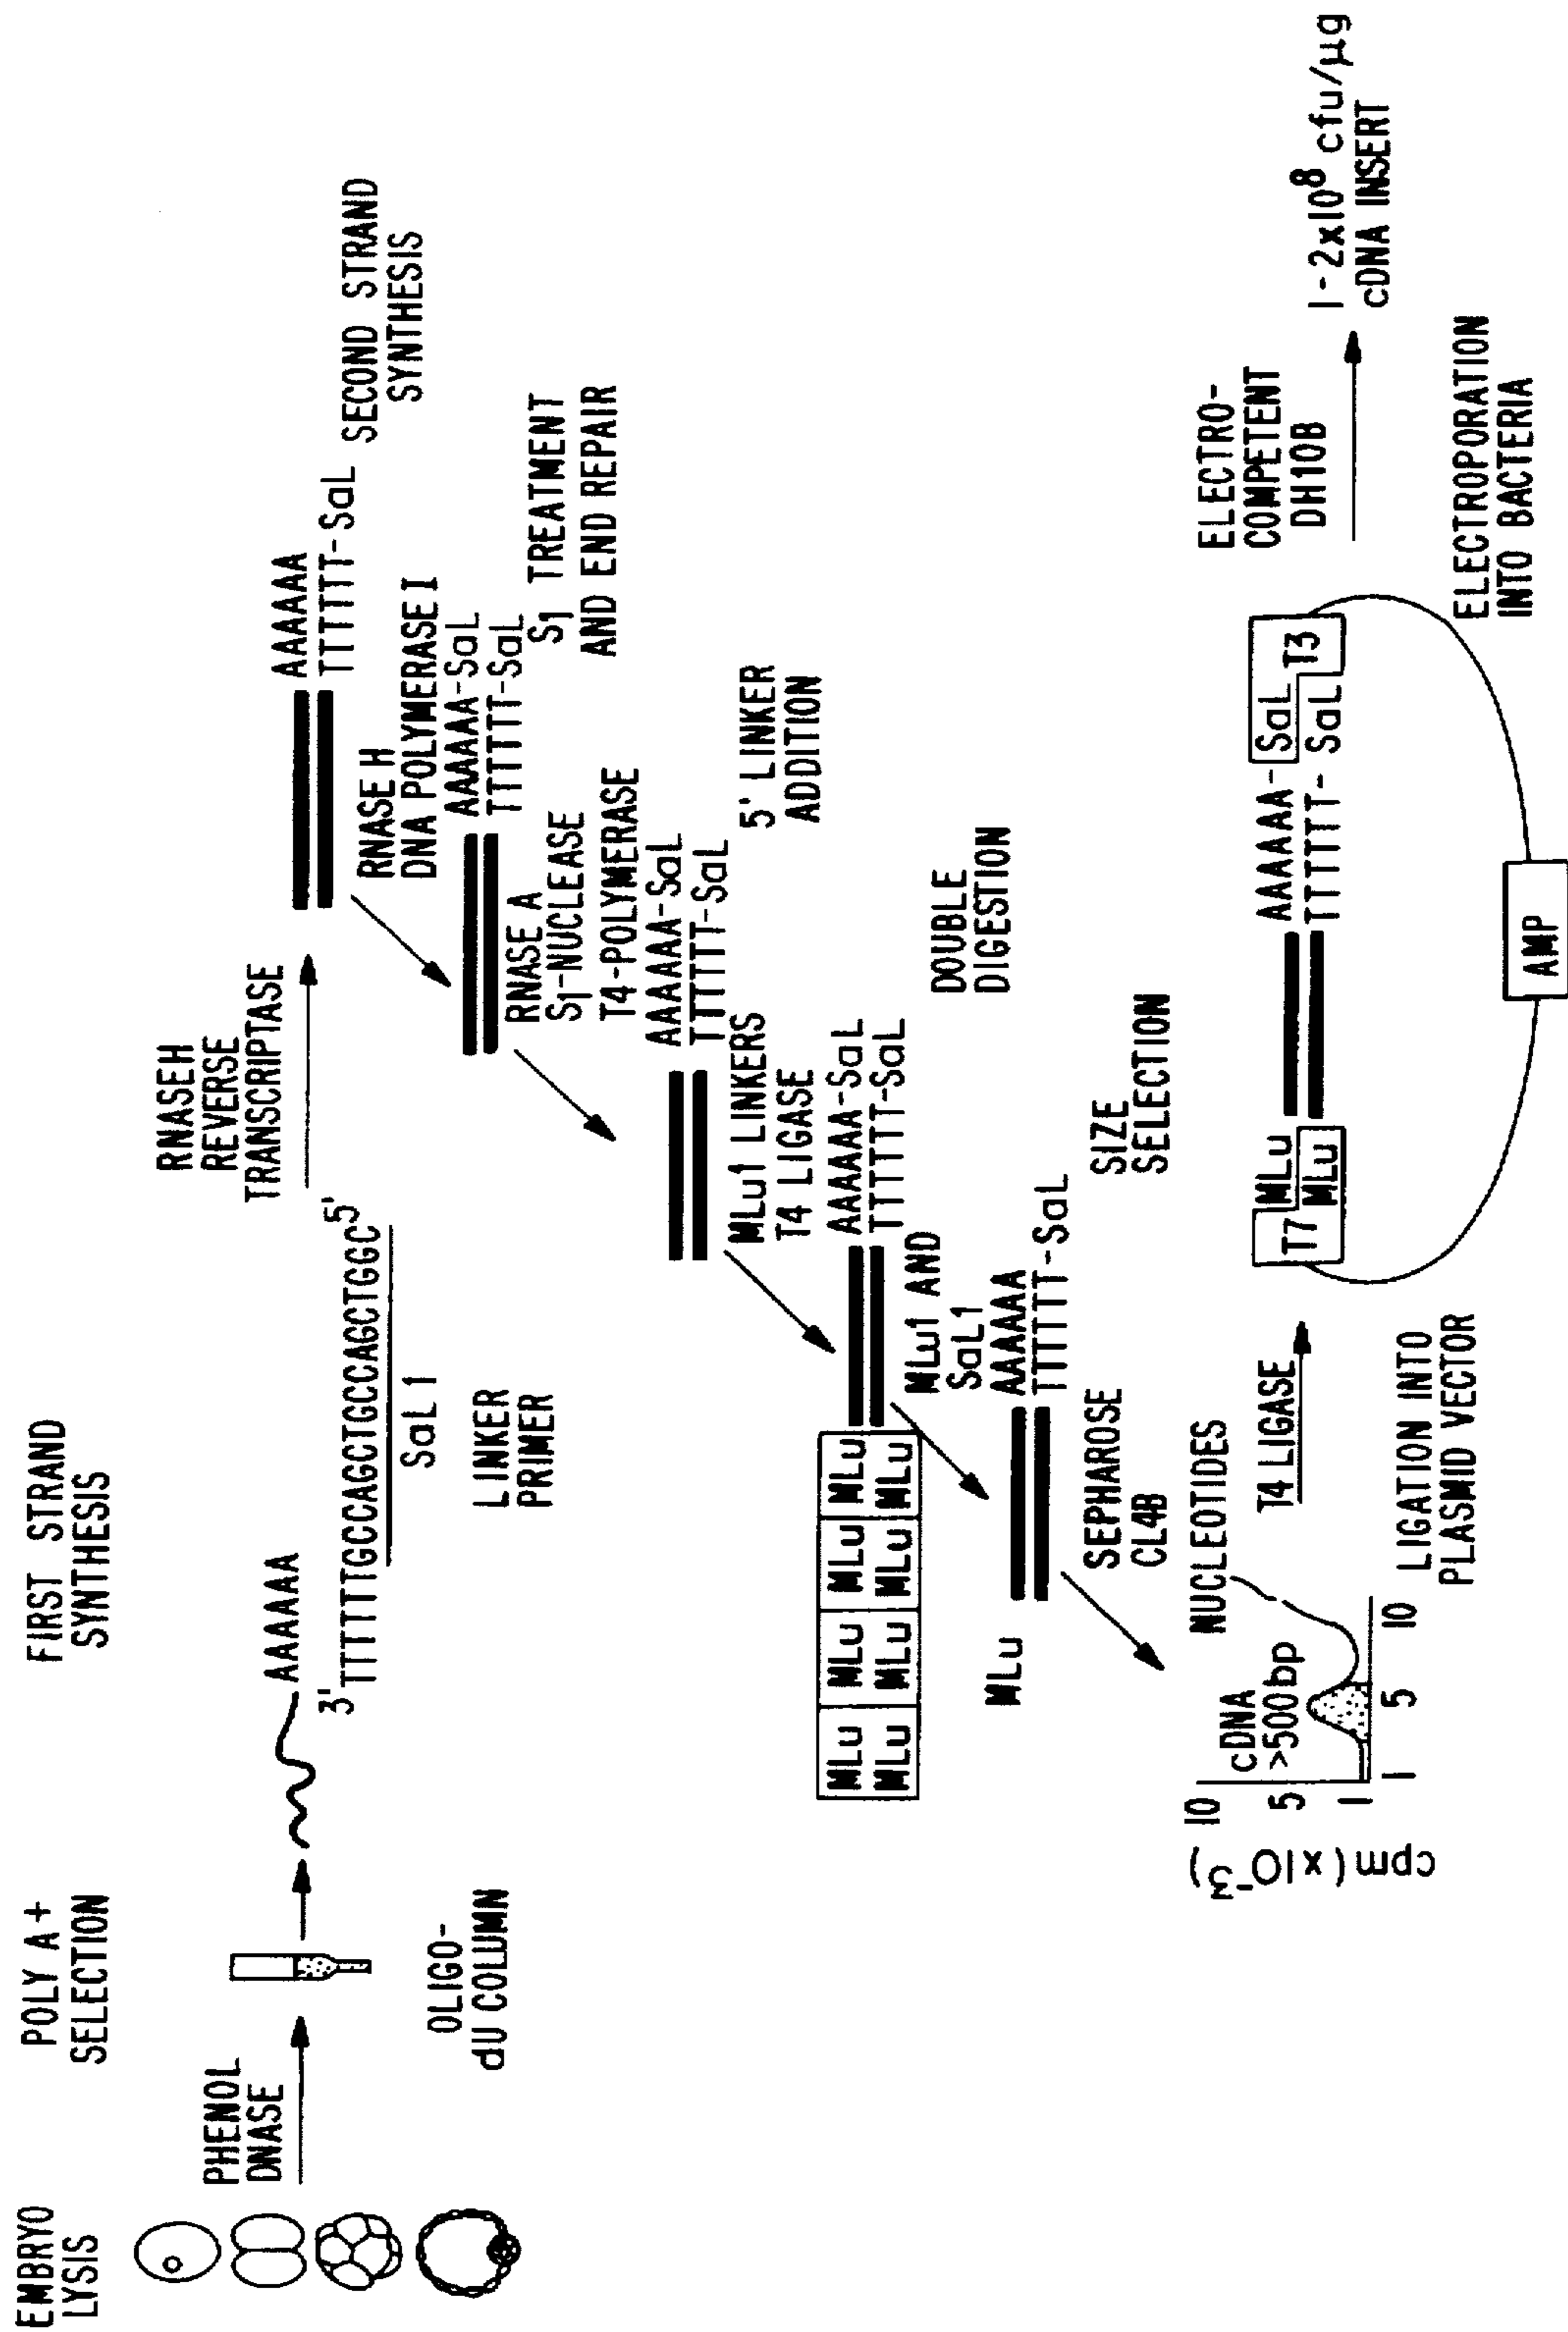 EMBRYO
LYSIS
PHENOL
DNASE
POLY A+
SELECTION
OLIGO-
dU COLUMN
FIRST STRAND
SYNTHESIS
AAAAAA
3' TTTTTTGCCAGCTGCCAGCTGGC 5'
SaL 1
LINKER
PRIMER
RNASEH
REVERSE
TRANSCRIPTASE
AAAAAA
TTTTTT-SaL
SECOND STRAND
SYNTHESIS
RNASE H
DNA POLYMERASE I
AAAAAA-SaL
TTTTTT-SaL
S1 TREATMENT
AND END REPAIR
RNASE A
S1-NUCLEASE
T4-POLYMERASE
AAAAAA-SaL
TTTTTT-SaL
5' LINKER
ADDITION
MLu1 LINKERS
T4 LIGASE
MLu MLu MLu MLu
MLu MLu MLu MLu
AAAAAA-SaL
TTTTTT-SaL
DOUBLE
DIGESTION
MLu1 AND
SaL1
MLu
AAAAAA
TTTTTT-SaL
SIZE
SELECTION
SEPHAROSE
CL4B
cpm (x10-3)
10
5
1
cDNA
>500bp
NUCLEOTIDES
1 5 10
T4 LIGASE
LIGATION INTO
PLASMID VECTOR
T7 MLu
MLu
AAAAAA-SaL
TTTTTT-SaL
T3
AMP
ELECTRO-
COMPETENT
DH10B
ELECTROPORATION
INTO BACTERIA
1-2x108 cfu/µg
cDNA INSERT